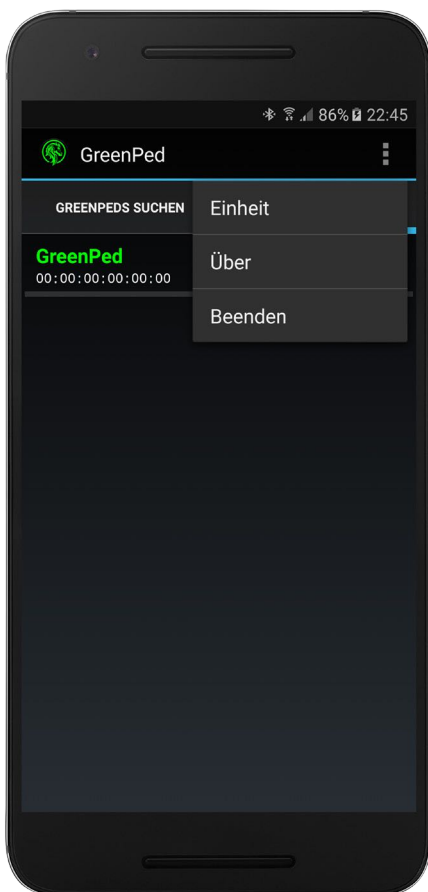 86% 22:45
GreenPed
GREENPEDS SUCHEN
Einheit
GreenPed
00:00:00:00:00:00
Über
Beenden